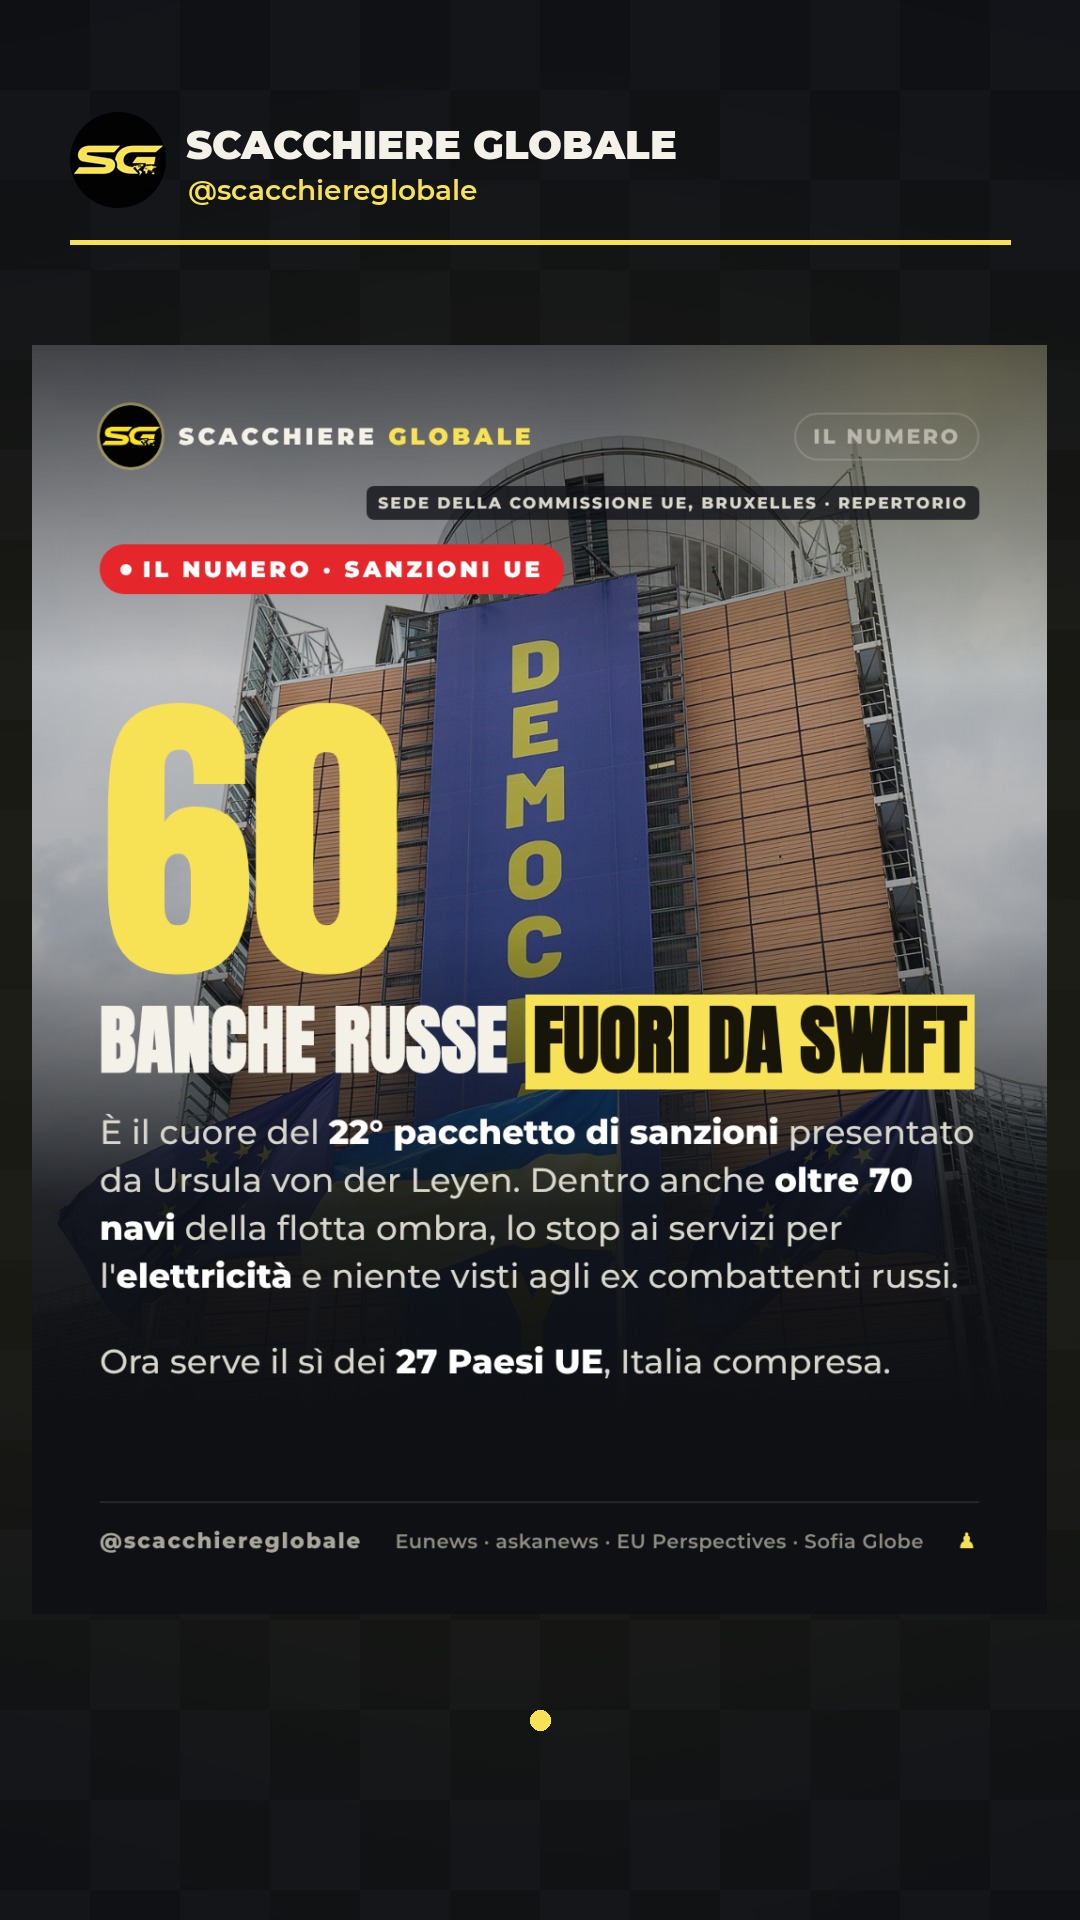 SG
SCACCHIERE GLOBALE
@scacchiereglobale
SG
SCACCHIERE GLOBALE
IL NUMERO
SEDE DELLA COMMISSIONE UE, BRUXELLES · REPERTORIO
IL NUMERO · SANZIONI UE
DEMOC
60
BANCHE RUSSE FUORI DA SWIFT
È il cuore del 22° pacchetto di sanzioni presentato
da Ursula von der Leyen. Dentro anche oltre 70
navi della flotta ombra, lo stop ai servizi per
l'elettricità e niente visti agli ex combattenti russi.
Ora serve il sì dei 27 Paesi UE, Italia compresa.
@scacchiereglobale
Eunews · askanews · EU Perspectives · Sofia Globe